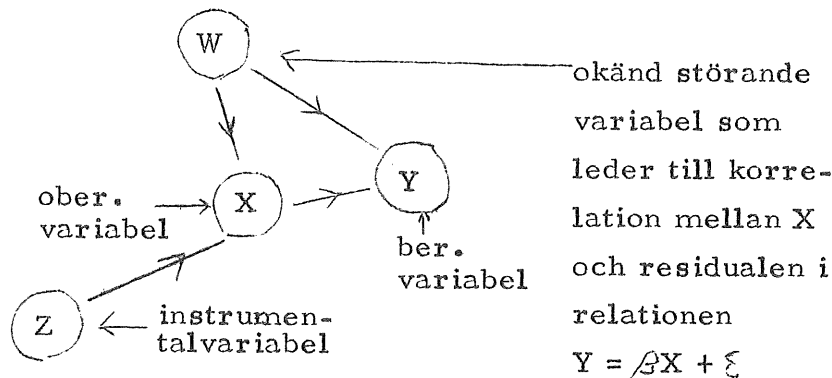 W
okänd störande
variabel som
leder till korre-
lation mellan X
och residualen i
relationen
Y = βX + ξ
ober.
variabel
X
Y
ber.
variabel
Z
instrumen-
talvariabel